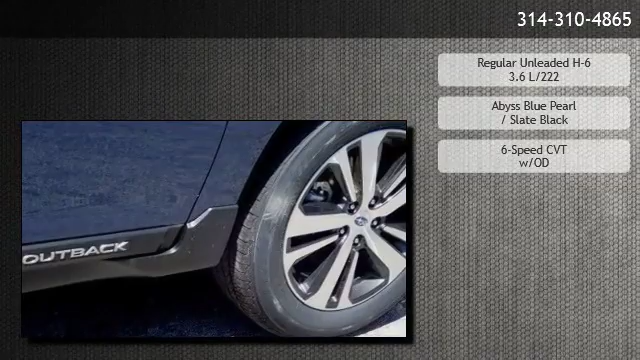 314-310-4865
Regular Unleaded H-6
3.6 L/222
Abyss Blue Pearl
/ Slate Black
6-Speed CVT
w/OD
OUTBACK